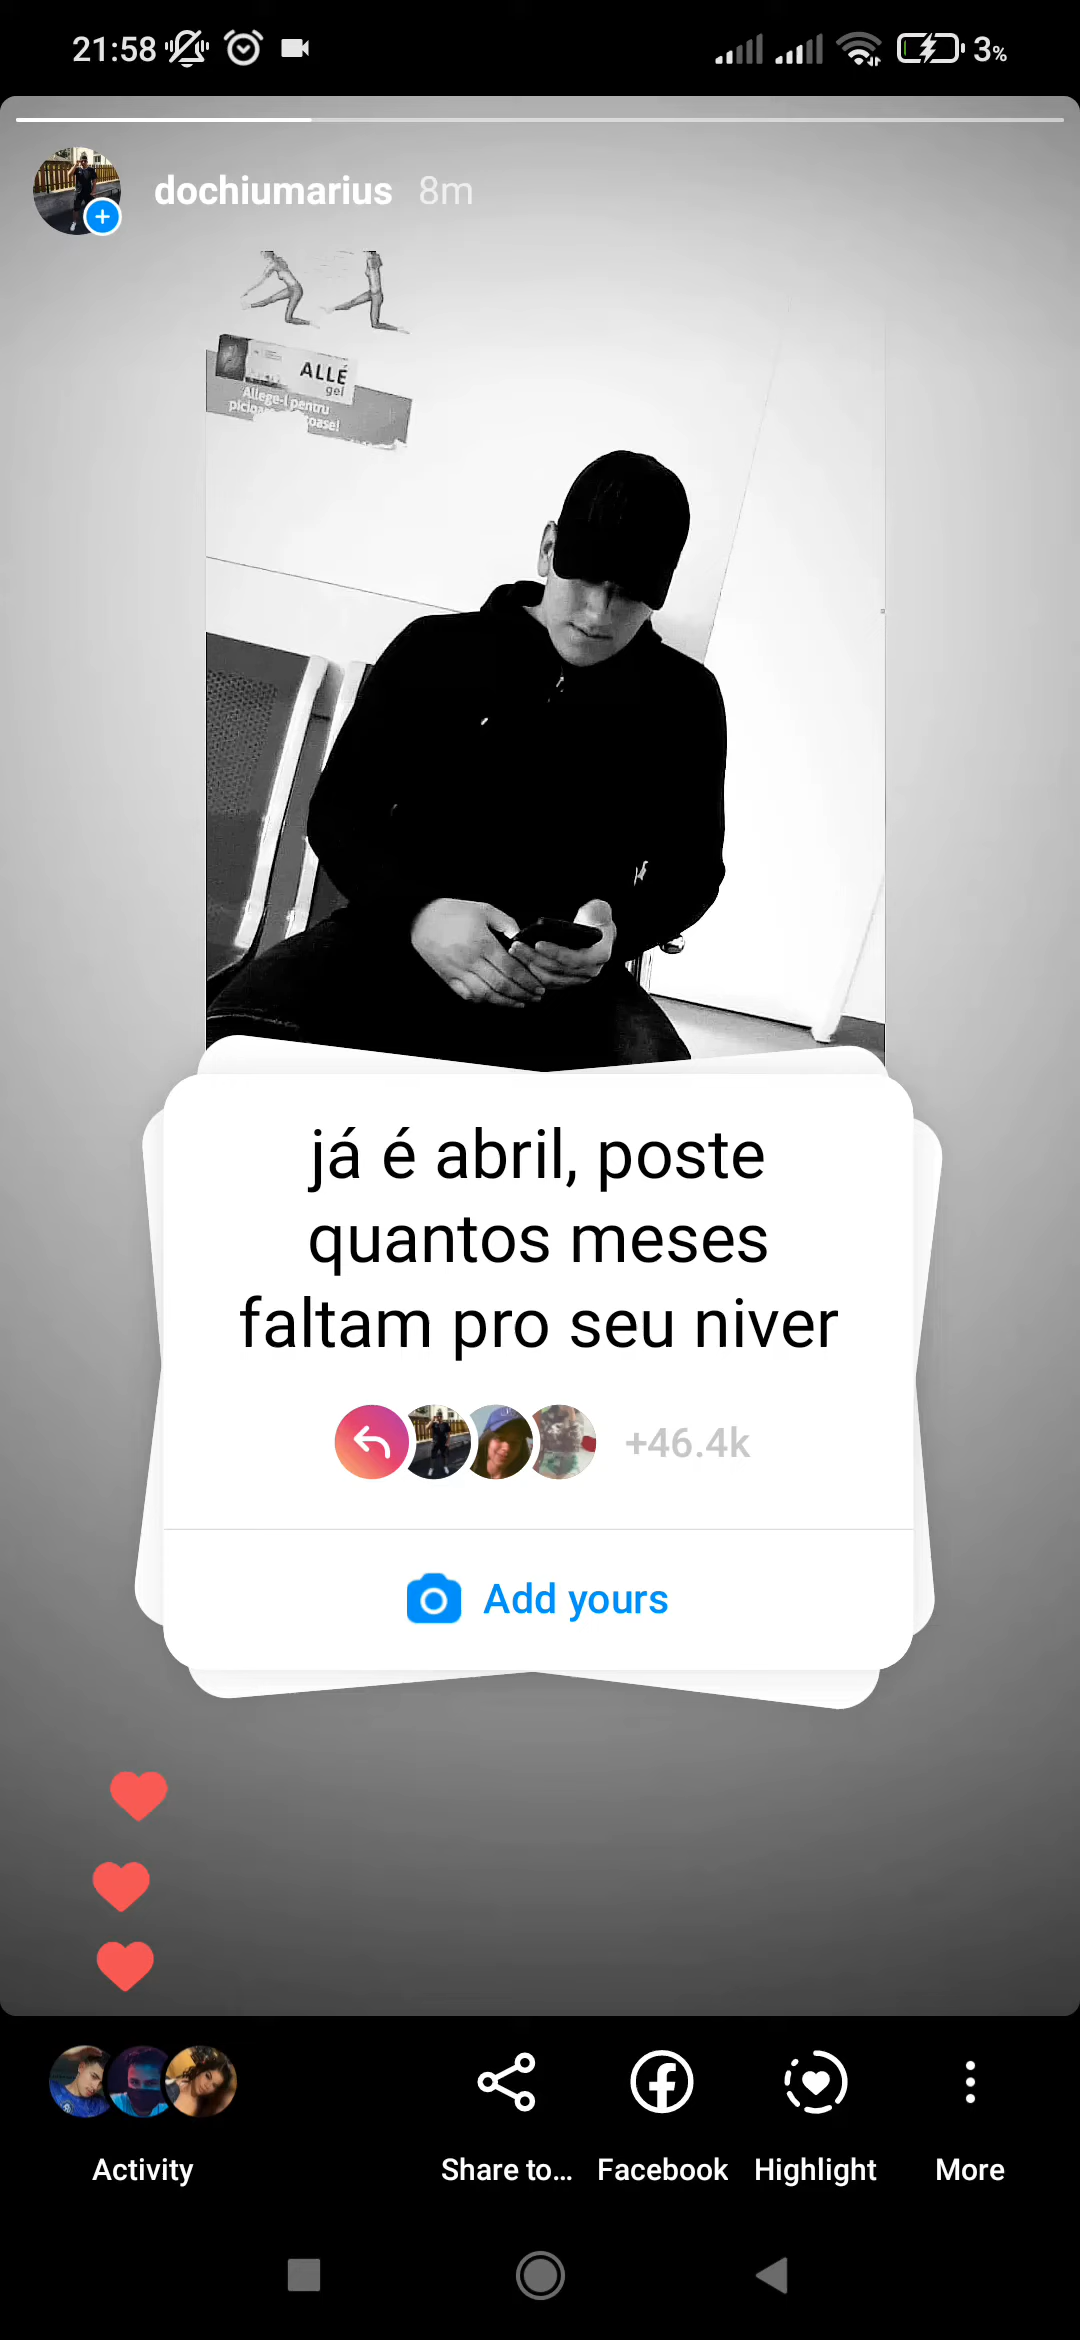 21:58
3%
dochiumarius 8m
ALLÉ
gel
Allege-l pentru
já é abril, poste
quantos meses
faltam pro seu niver
+46.4k
Add yours
Activity
Share to...
Facebook
Highlight
More